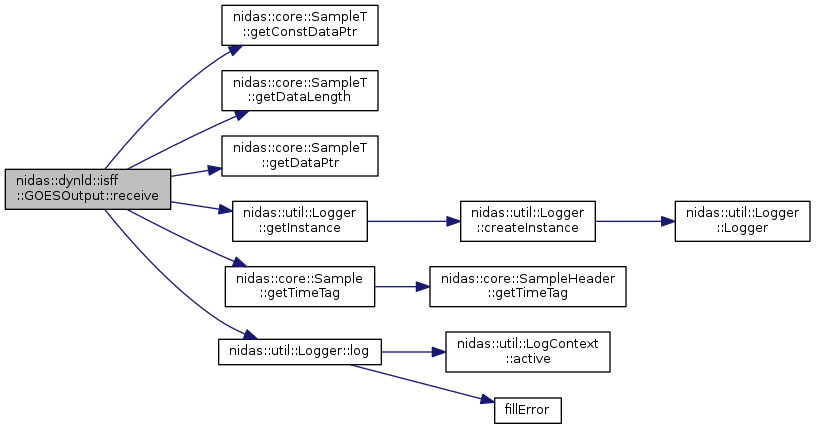 nidas::core::SampleT
::getConstDataPtr
nidas::core::SampleT
::getDataLength
nidas::core::SampleT
::getDataPtr
nidas::dynld::isff
::GOESOutput::receive
nidas::util::Logger
::getInstance
nidas::util::Logger
::createInstance
nidas::util::Logger
::Logger
nidas::core::Sample
::getTimeTag
nidas::core::SampleHeader
::getTimeTag
nidas::util::Logger::log
nidas::util::LogContext
::active
fillError